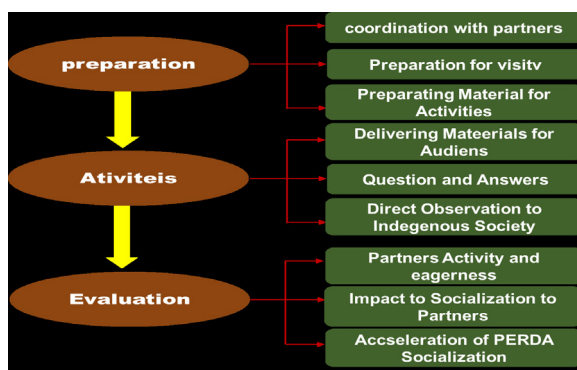 preparation
coordination with partners
Preparation for visitv
Preparing Material for
Activities
Ativiteis
Delivering Mateerials for
Audiens
Question and Answers
Direct Observation to
Indegenous Society
Evaluation
Partners Activity and
eagerness
Impact to Socialization to
Partners
Accseleration of PERDA
Socialization